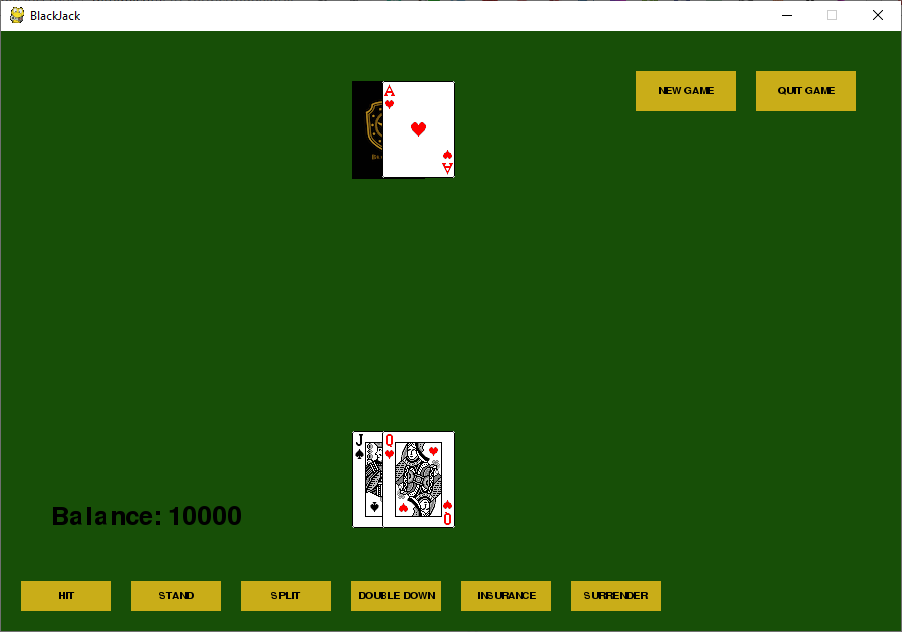 BlackJack
NEW GAME
QUIT GAME
A
A
J
Q
Q
Balance: 10000
HIT
STAND
SPLIT
DOUBLE DOWN
INSURANCE
SURRENDER